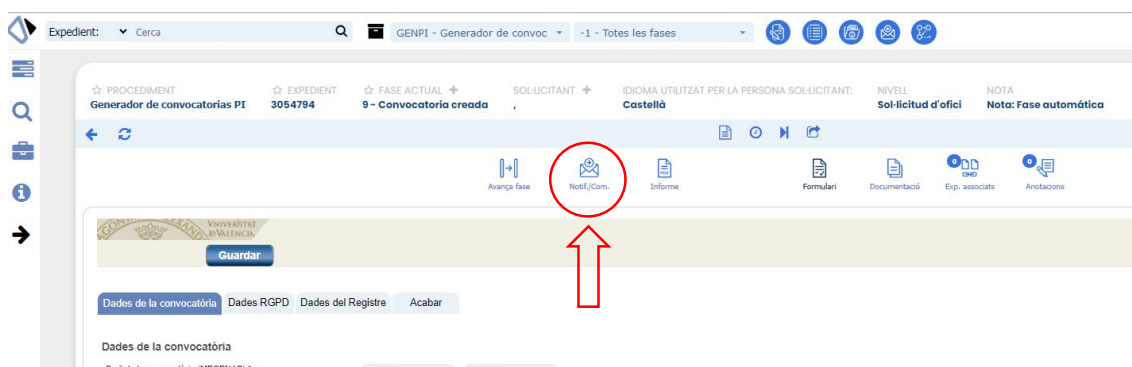 Expedient: Cerca GENPI - Generador de convoc -1 - Totes les fases
PROCEDIMENT EXPEDIENT FASE ACTUAL SOL·LICITANT IDIOMA UTILITZAT PER LA PERSONA SOL·LICITANT: NIVELL NOTA
Generador de convocatorias PI 3054794 9 - Convocatoria creada , Castellà Sol·licitud d'ofici Nota: Fase automática
0 0
Avança fase Notif./Com. Informe Formulari Documentació Exp. associats Anotacions
VNIVERSITAT
D VALÈNCIA
Guardar
Dades de la convocatòria Dades RGPD Dades del Registre Acabar
Dades de la convocatòria